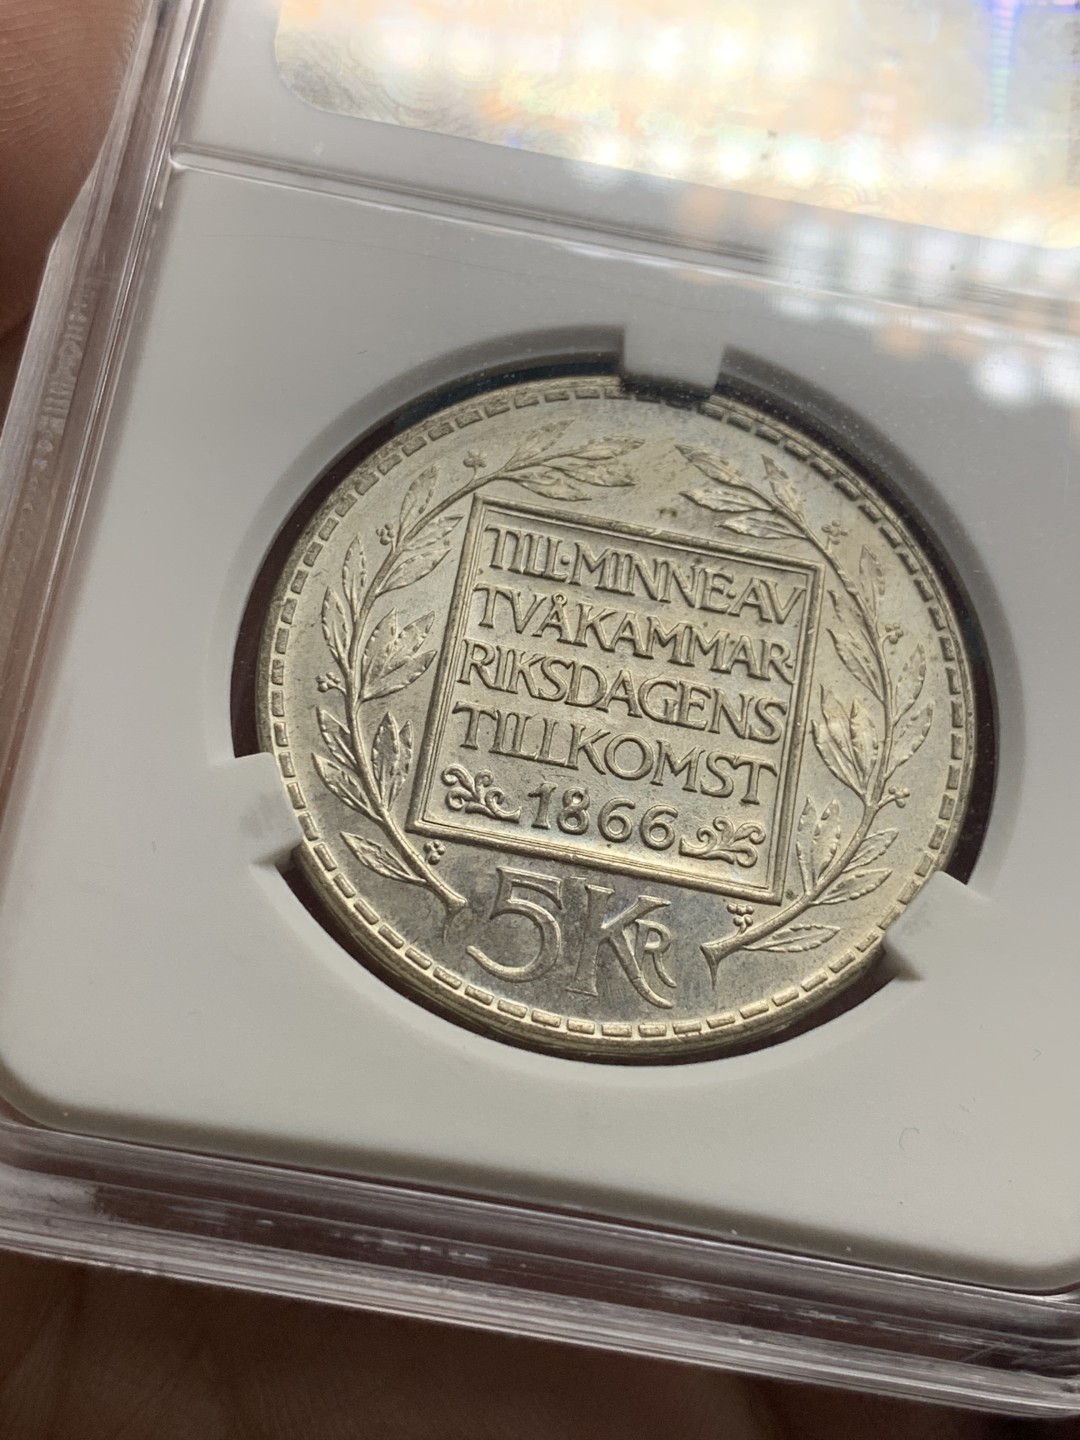 TILL·MINNE·AV
TVÅKAMMAR-
RIKSDAGENS
TILLKOMST
1866
5 KR